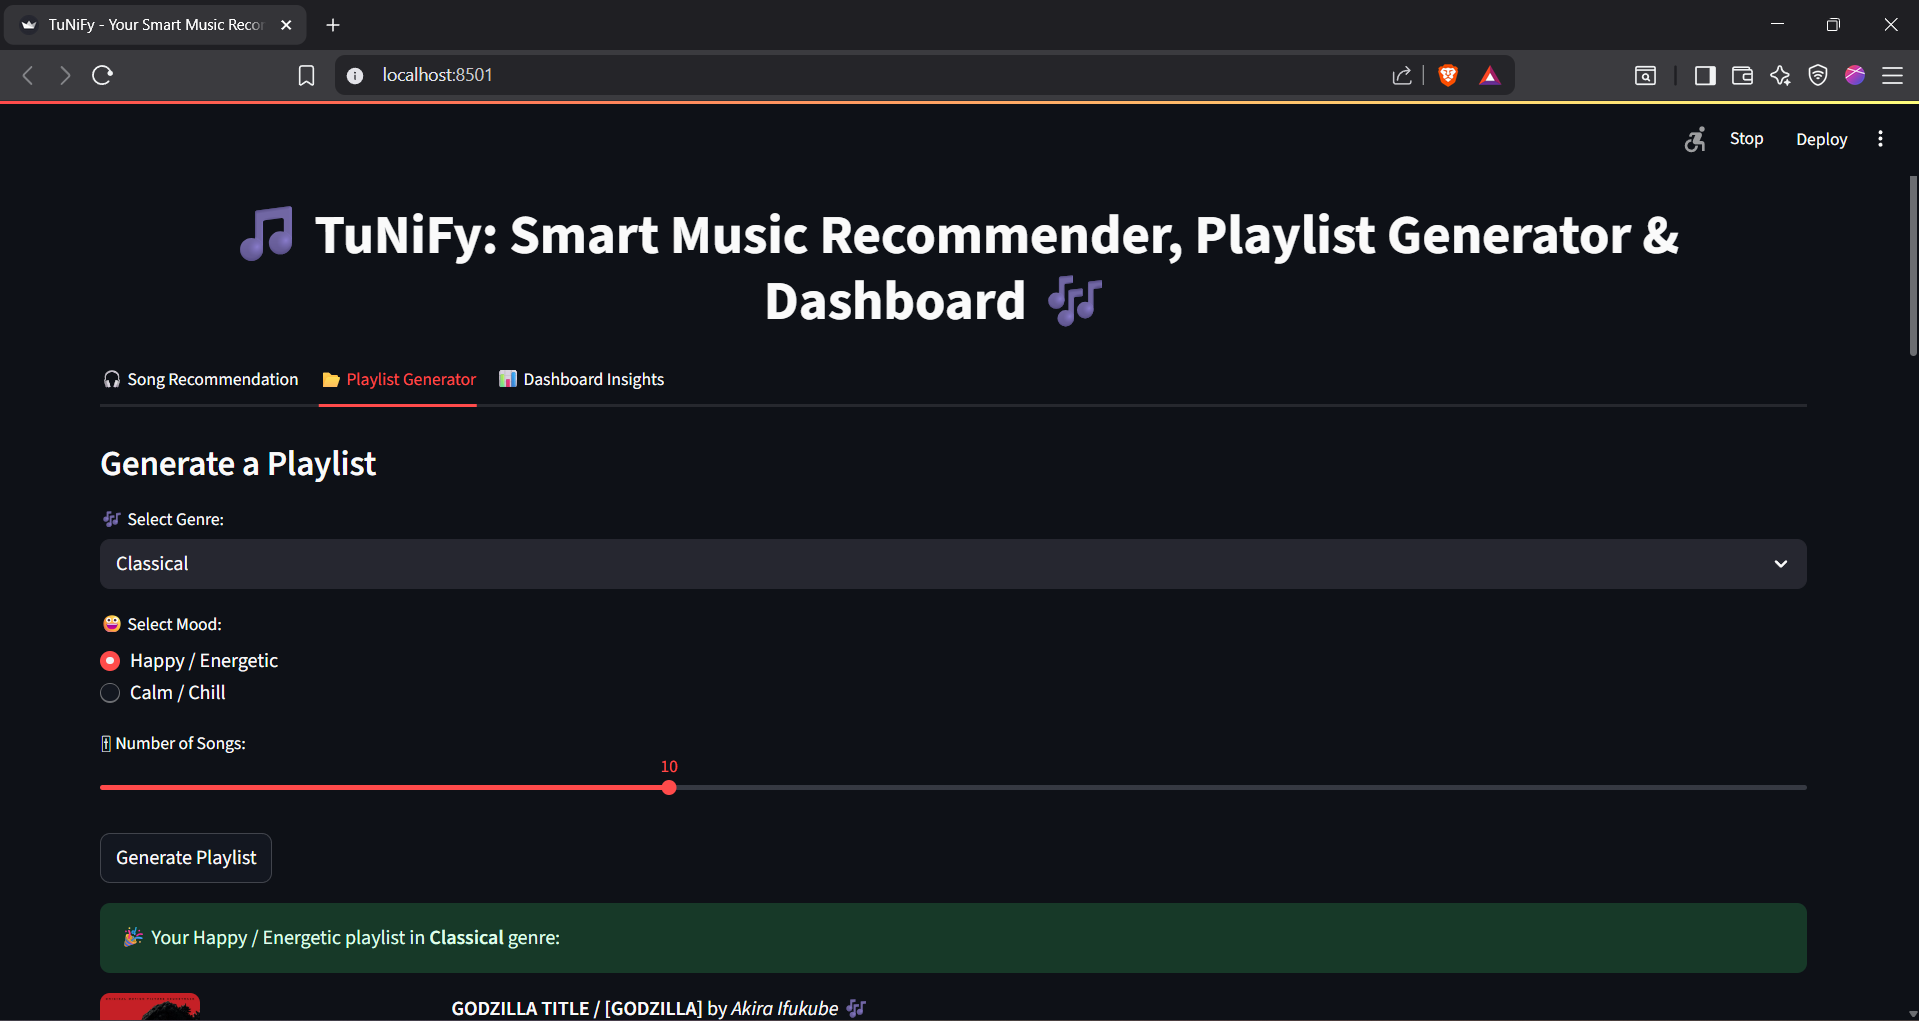 TuNiFy - Your Smart Music Recor
localhost:8501
Stop
Deploy
🎵 TuNiFy: Smart Music Recommender, Playlist Generator &
Dashboard 🎶
🎧 Song Recommendation
📂 Playlist Generator
📊 Dashboard Insights
Generate a Playlist
🎶 Select Genre:
Classical
😀 Select Mood:
Happy / Energetic
Calm / Chill
🎚 Number of Songs:
10
Generate Playlist
🎉 Your Happy / Energetic playlist in Classical genre:
GODZILLA TITLE / [GODZILLA] by Akira Ifukube 🎶